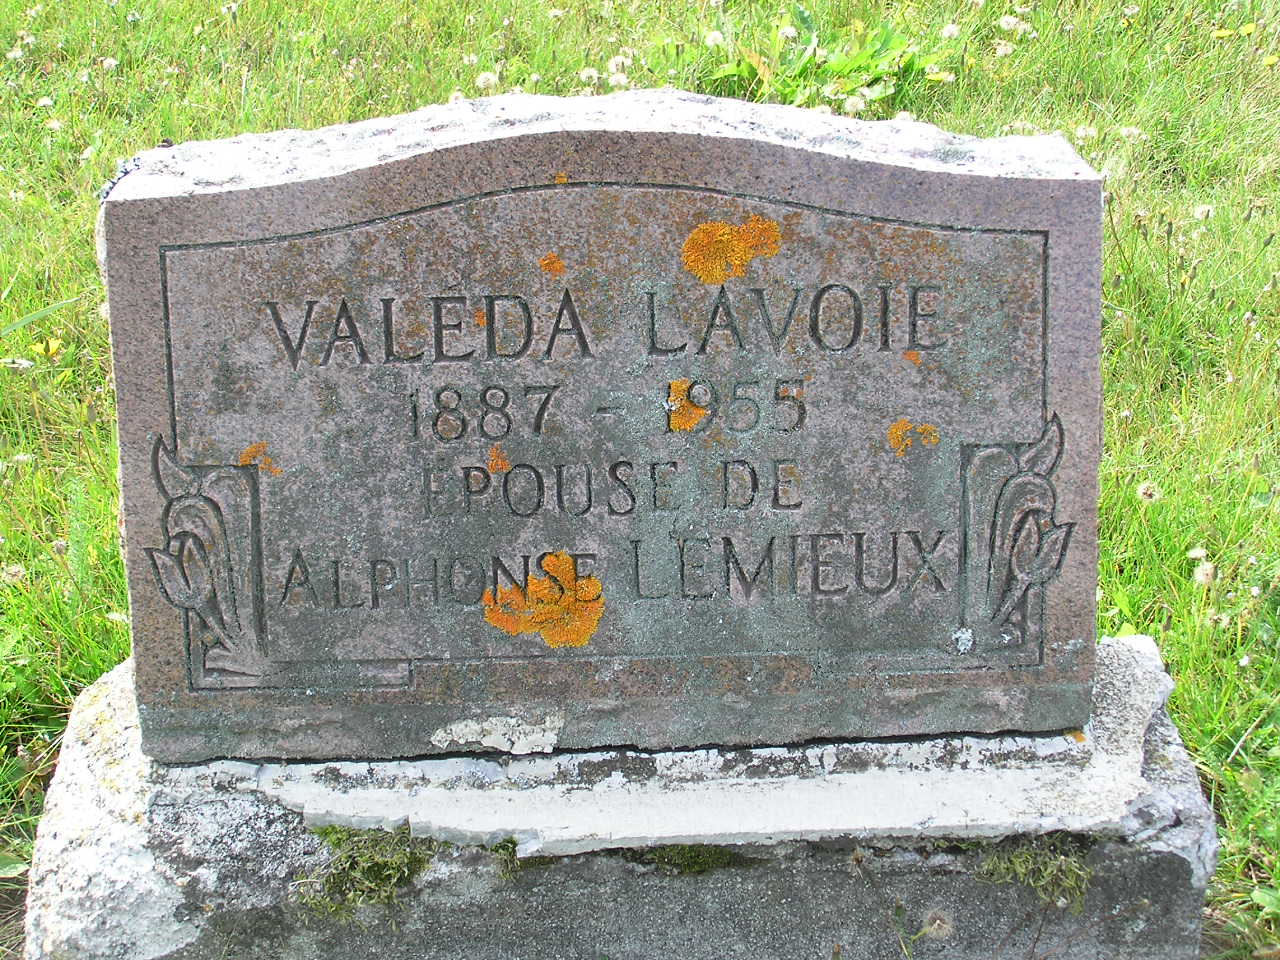 VALEDA LAVOIE
1887 - 1955
EPOUSE DE
ALPHONSE LEMIEUX